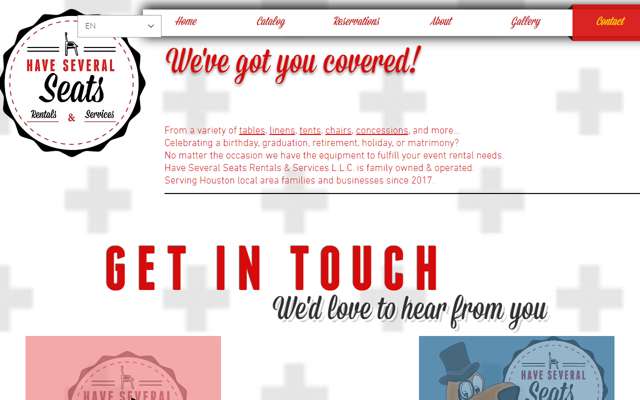 EN
Home
Catalog
Reservations
About
Gallery
Contact
HAVE SEVERAL
Seats
Rentals & Services
We've got you covered!
From a variety of tables, linens, tents, chairs, concessions, and more...
Celebrating a birthday, graduation, retirement, holiday, or matrimony?
No matter the occasion we have the equipment to fulfill your event rental needs.
Have Several Seats Rentals & Services L.L.C. is family owned & operated.
Serving Houston local area families and businesses since 2017.
GET IN TOUCH
We'd love to hear from you
HAVE SEVERAL
HAVE SEVERAL
Seats